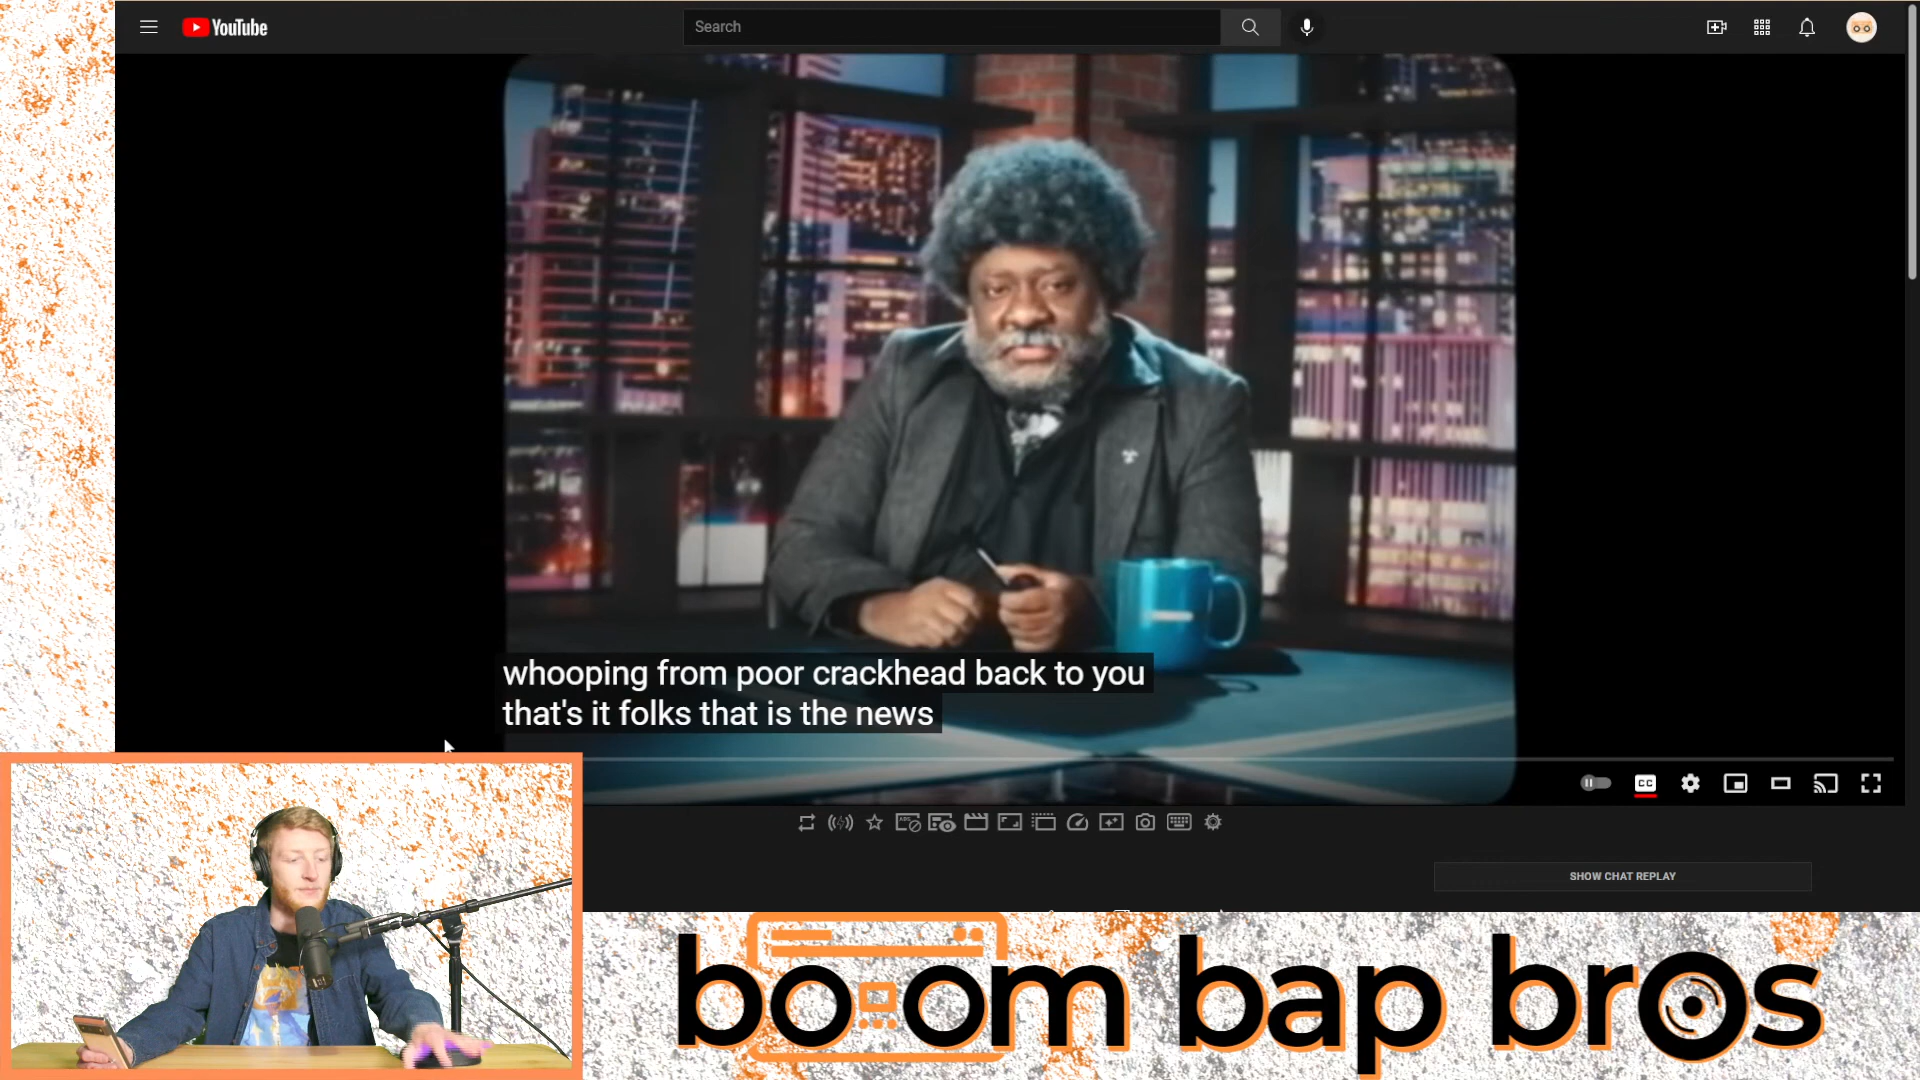 YouTube
Search
whooping from poor crackhead back to you
that's it folks that is the news
CC
SHOW CHAT REPLAY
boom bap bros